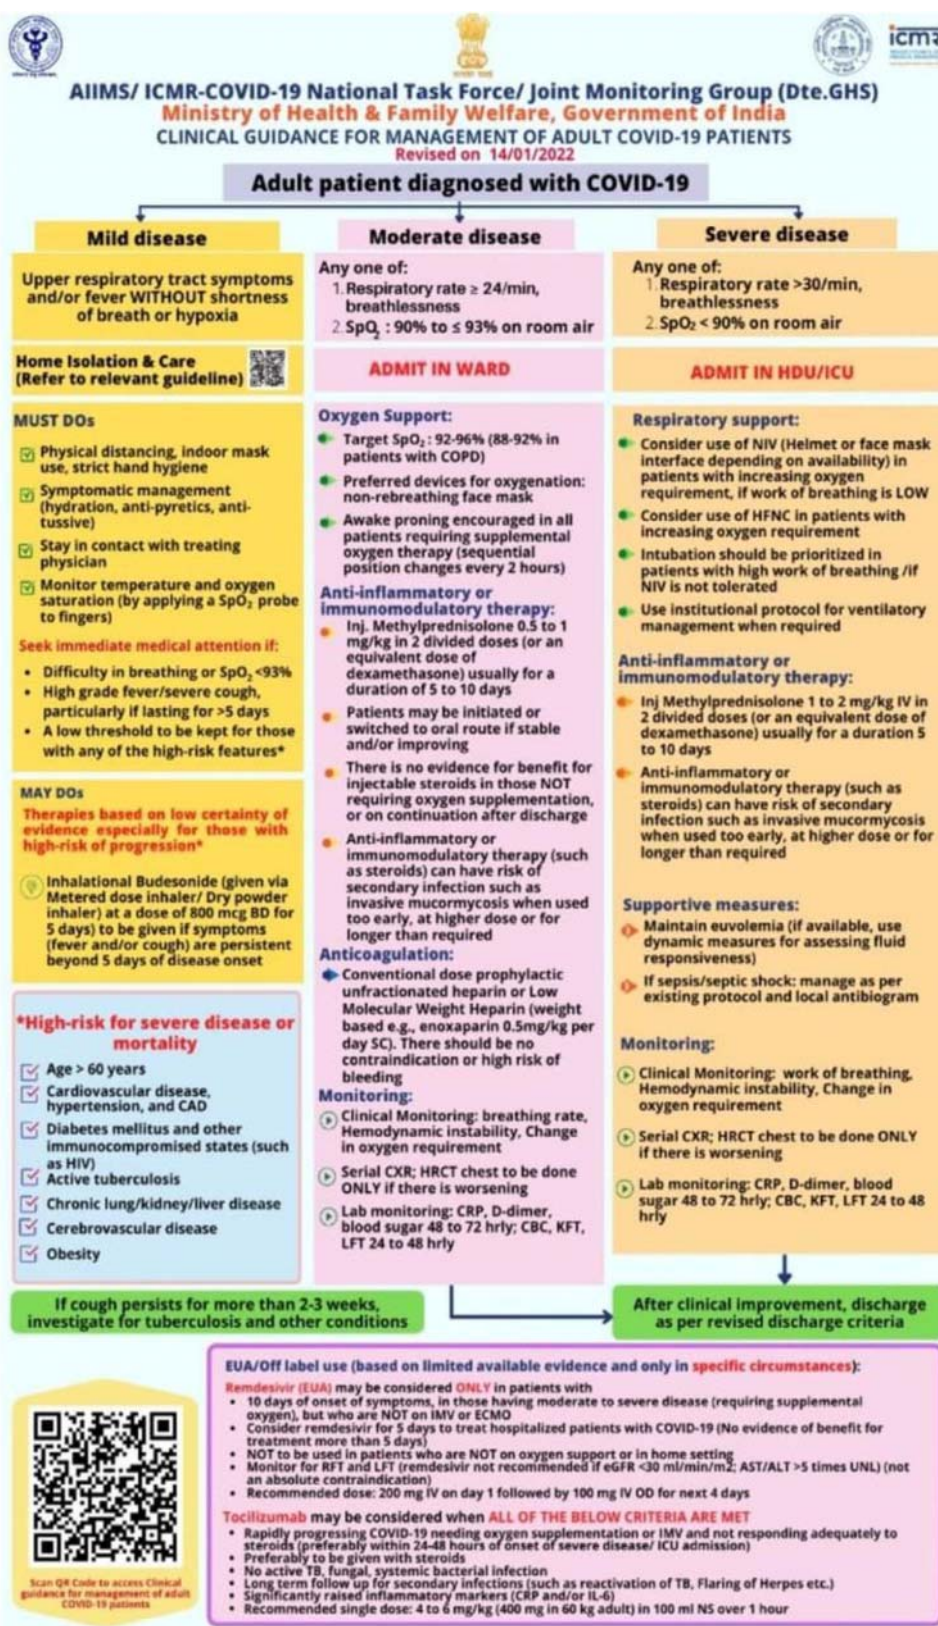 icm
AIIMS/ ICMR-COVID-19 National Task Force/ Joint Monitoring Group (Dte.GHS)
Ministry of Health & Family Welfare, Government of India
CLINICAL GUIDANCE FOR MANAGEMENT OF ADULT COVID-19 PATIENTS
Revised on 14/01/2022
Adult patient diagnosed with COVID-19
Mild disease
Upper respiratory tract symptoms
and/or fever WITHOUT shortness
of breath or hypoxia
Home Isolation & Care
(Refer to relevant guideline)
MUST DOs
Physical distancing, indoor mask
use, strict hand hygiene
Symptomatic management
(hydration, anti-pyretics, anti-
tussive)
Stay in contact with treating
physician
Monitor temperature and oxygen
saturation (by applying a SpO₂ probe
to fingers)
Seek immediate medical attention if:
• Difficulty in breathing or SpO₂ <93%
• High grade fever/severe cough,
particularly if lasting for >5 days
• A low threshold to be kept for those
with any of the high-risk features*
MAY DOs
Therapies based on low certainty of
evidence especially for those with
high-risk of progression*
Inhalational Budesonide (given via
Metered dose inhaler/ Dry powder
inhaler) at a dose of 800 mcg BD for
5 days) to be given if symptoms
(fever and/or cough) are persistent
beyond 5 days of disease onset
*High-risk for severe disease or
mortality
Age > 60 years
Cardiovascular disease,
hypertension, and CAD
Diabetes mellitus and other
immunocompromised states (such
as HIV)
Active tuberculosis
Chronic lung/kidney/liver disease
Cerebrovascular disease
Obesity
Moderate disease
Any one of:
1. Respiratory rate ≥ 24/min,
breathlessness
2. SpO₂ : 90% to ≤ 93% on room air
ADMIT IN WARD
Oxygen Support:
Target SpO₂ : 92-96% (88-92% in
patients with COPD)
Preferred devices for oxygenation:
non-rebreathing face mask
Awake proning encouraged in all
patients requiring supplemental
oxygen therapy (sequential
position changes every 2 hours)
Anti-inflammatory or
immunomodulatory therapy:
Inj. Methylprednisolone 0.5 to 1
mg/kg in 2 divided doses (or an
equivalent dose of
dexamethasone) usually for a
duration of 5 to 10 days
Patients may be initiated or
switched to oral route if stable
and/or improving
There is no evidence for benefit for
injectable steroids in those NOT
requiring oxygen supplementation,
or on continuation after discharge
Anti-inflammatory or
immunomodulatory therapy (such
as steroids) can have risk of
secondary infection such as
invasive mucormycosis when used
too early, at higher dose or for
longer than required
Anticoagulation:
Conventional dose prophylactic
unfractionated heparin or Low
Molecular Weight Heparin (weight
based e.g., enoxaparin 0.5mg/kg per
day SC). There should be no
contraindication or high risk of
bleeding
Monitoring:
Clinical Monitoring: breathing rate,
Hemodynamic instability, Change
in oxygen requirement
Serial CXR; HRCT chest to be done
ONLY if there is worsening
Lab monitoring: CRP, D-dimer,
blood sugar 48 to 72 hrly; CBC, KFT,
LFT 24 to 48 hrly
Severe disease
Any one of:
1. Respiratory rate >30/min,
breathlessness
2. SpO₂ < 90% on room air
ADMIT IN HDU/ICU
Respiratory support:
Consider use of NIV (Helmet or face mask
interface depending on availability) in
patients with increasing oxygen
requirement, if work of breathing is LOW
Consider use of HFNC in patients with
increasing oxygen requirement
Intubation should be prioritized in
patients with high work of breathing /if
NIV is not tolerated
Use institutional protocol for ventilatory
management when required
Anti-inflammatory or
immunomodulatory therapy:
Inj Methylprednisolone 1 to 2 mg/kg IV in
2 divided doses (or an equivalent dose of
dexamethasone) usually for a duration 5
to 10 days
Anti-inflammatory or
immunomodulatory therapy (such as
steroids) can have risk of secondary
infection such as invasive mucormycosis
when used too early, at higher dose or for
longer than required
Supportive measures:
Maintain euvolemia (if available, use
dynamic measures for assessing fluid
responsiveness)
If sepsis/septic shock: manage as per
existing protocol and local antibiogram
Monitoring:
Clinical Monitoring: work of breathing,
Hemodynamic instability, Change in
oxygen requirement
Serial CXR; HRCT chest to be done ONLY
if there is worsening
Lab monitoring: CRP, D-dimer, blood
sugar 48 to 72 hrly; CBC, KFT, LFT 24 to 48
hrly
If cough persists for more than 2-3 weeks,
investigate for tuberculosis and other conditions
After clinical improvement, discharge
as per revised discharge criteria
EUA/Off label use (based on limited available evidence and only in specific circumstances):
Remdesivir (EUA) may be considered ONLY in patients with
• 10 days of onset of symptoms, in those having moderate to severe disease (requiring supplemental
oxygen), but who are NOT on IMV or ECMO
• Consider remdesivir for 5 days to treat hospitalized patients with COVID-19 (No evidence of benefit for
treatment more than 5 days)
• NOT to be used in patients who are NOT on oxygen support or in home setting
• Monitor for RFT and LFT (remdesivir not recommended if eGFR <30 ml/min/m2; AST/ALT >5 times UNL) (not
an absolute contraindication)
• Recommended dose: 200 mg IV on day 1 followed by 100 mg IV OD for next 4 days
Tocilizumab may be considered when ALL OF THE BELOW CRITERIA ARE MET
• Rapidly progressing COVID-19 needing oxygen supplementation or IMV and not responding adequately to
steroids (preferably within 24-48 hours of onset of severe disease/ ICU admission)
• Preferably to be given with steroids
• No active TB, fungal, systemic bacterial infection
• Long term follow up for secondary infections (such as reactivation of TB, Flaring of Herpes etc.)
• Significantly raised inflammatory markers (CRP and/or IL-6)
• Recommended single dose: 4 to 6 mg/kg (400 mg in 60 kg adult) in 100 ml NS over 1 hour
Scan QR Code to access Clinical
guidance for management of adult
COVID-19 patients